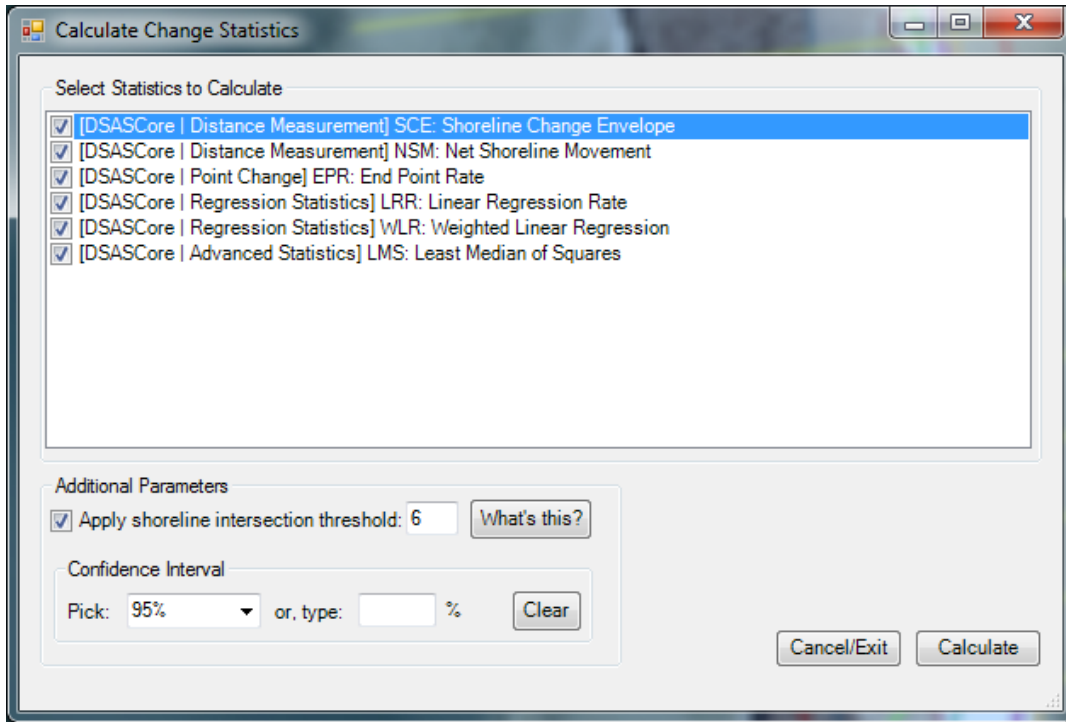 Calculate Change Statistics
Select Statistics to Calculate
[DSASCore | Distance Measurement] SCE: Shoreline Change Envelope
[DSASCore | Distance Measurement] NSM: Net Shoreline Movement
[DSASCore | Point Change] EPR: End Point Rate
[DSASCore | Regression Statistics] LRR: Linear Regression Rate
[DSASCore | Regression Statistics] WLR: Weighted Linear Regression
[DSASCore | Advanced Statistics] LMS: Least Median of Squares
Additional Parameters
Apply shoreline intersection threshold: 6 What's this?
Confidence Interval
Pick: 95% or, type: % Clear
Cancel/Exit Calculate